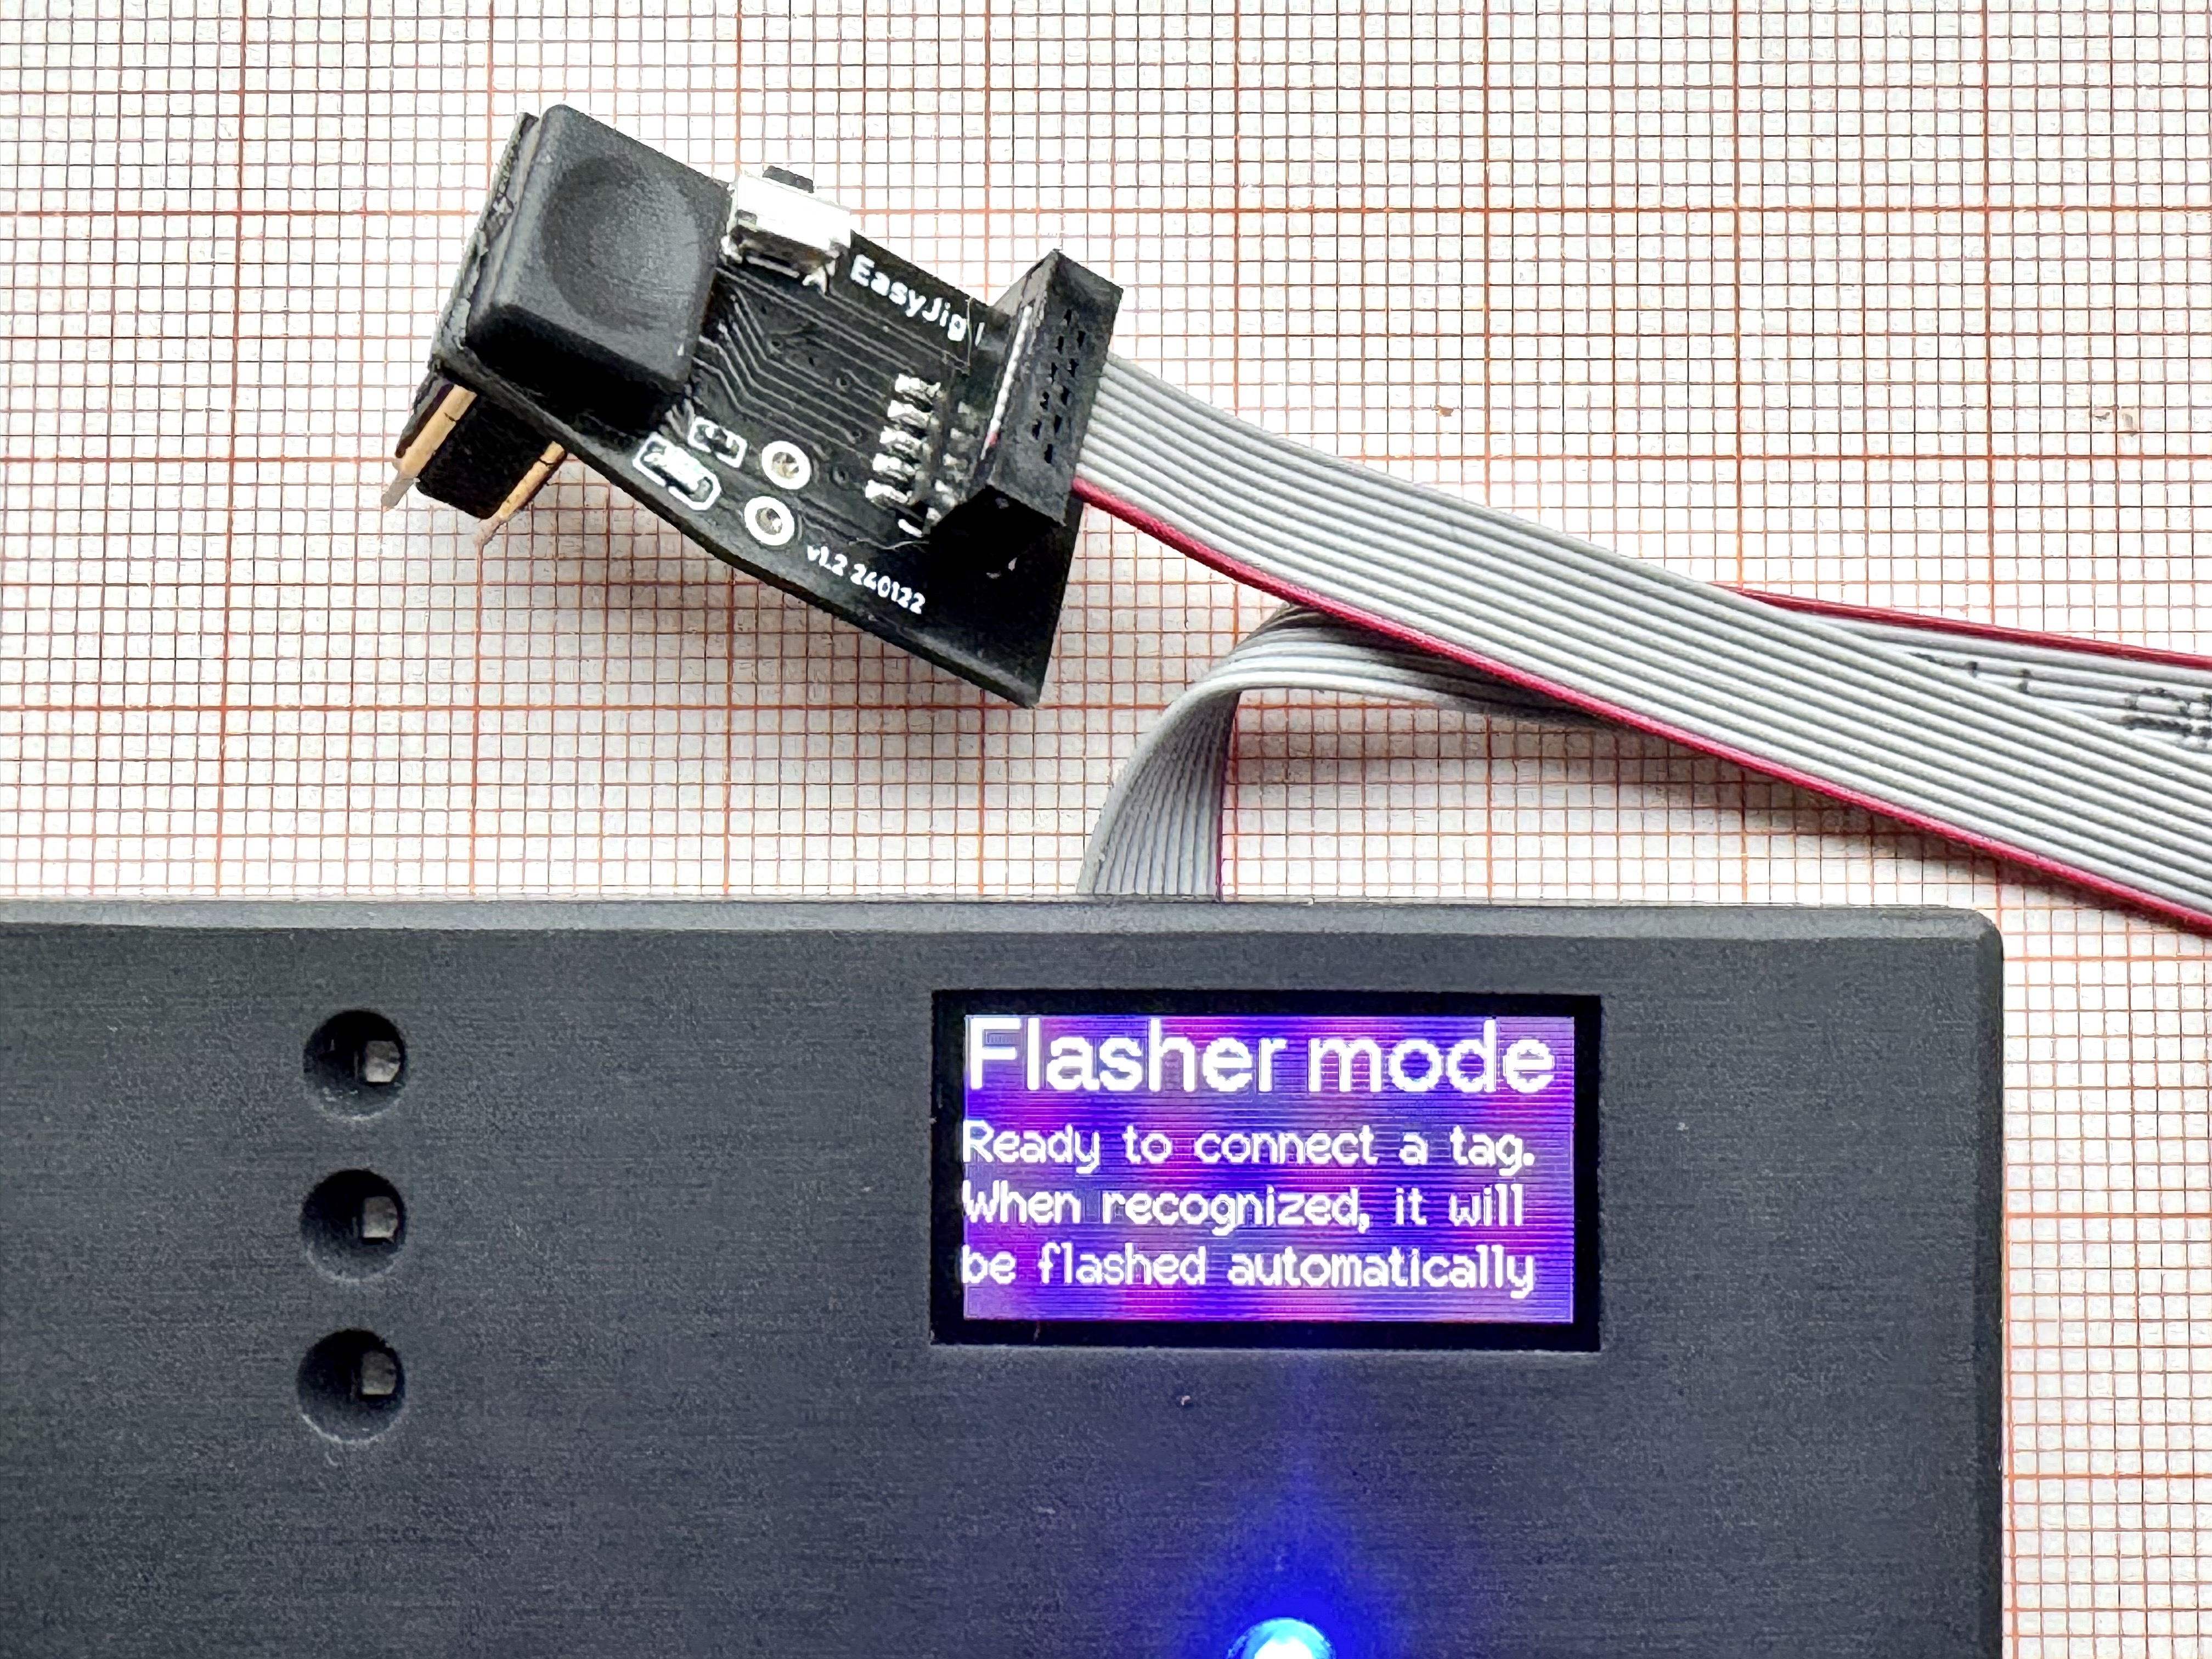 EasyJig
v1.2 240122
Flasher mode
Ready to connect a tag.
When recognized, it will
be flashed automatically